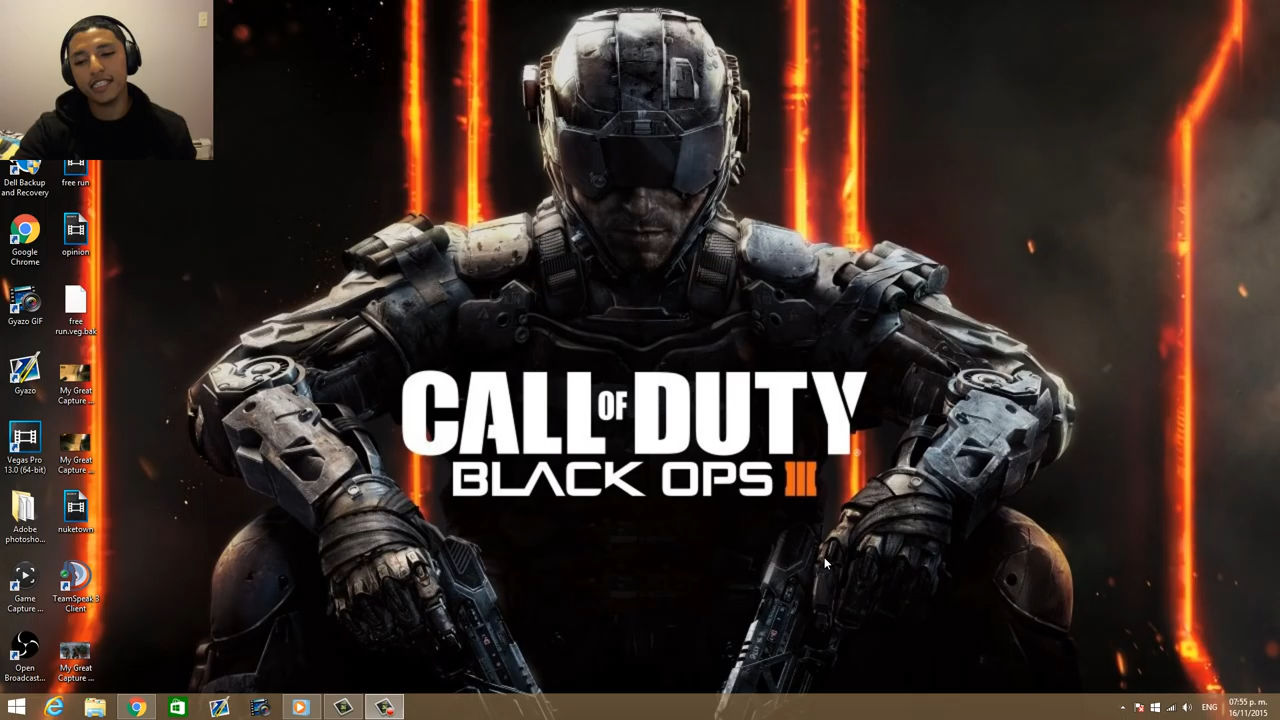 Dell Backup
and Recovery
free run
Google
Chrome
opinion
Gyazo GIF
free
run.veg.bak
Gyazo
My Great
Capture ...
Vegas Pro
13.0 (64-bit)
My Great
Capture ...
Adobe
photosho...
nuketown
Game
Capture ...
TeamSpeak 3
Client
Open
Broadcast...
My Great
Capture ...
CALL OF DUTY
BLACK OPS III
ENG
07:55 p. m.
16/11/2015